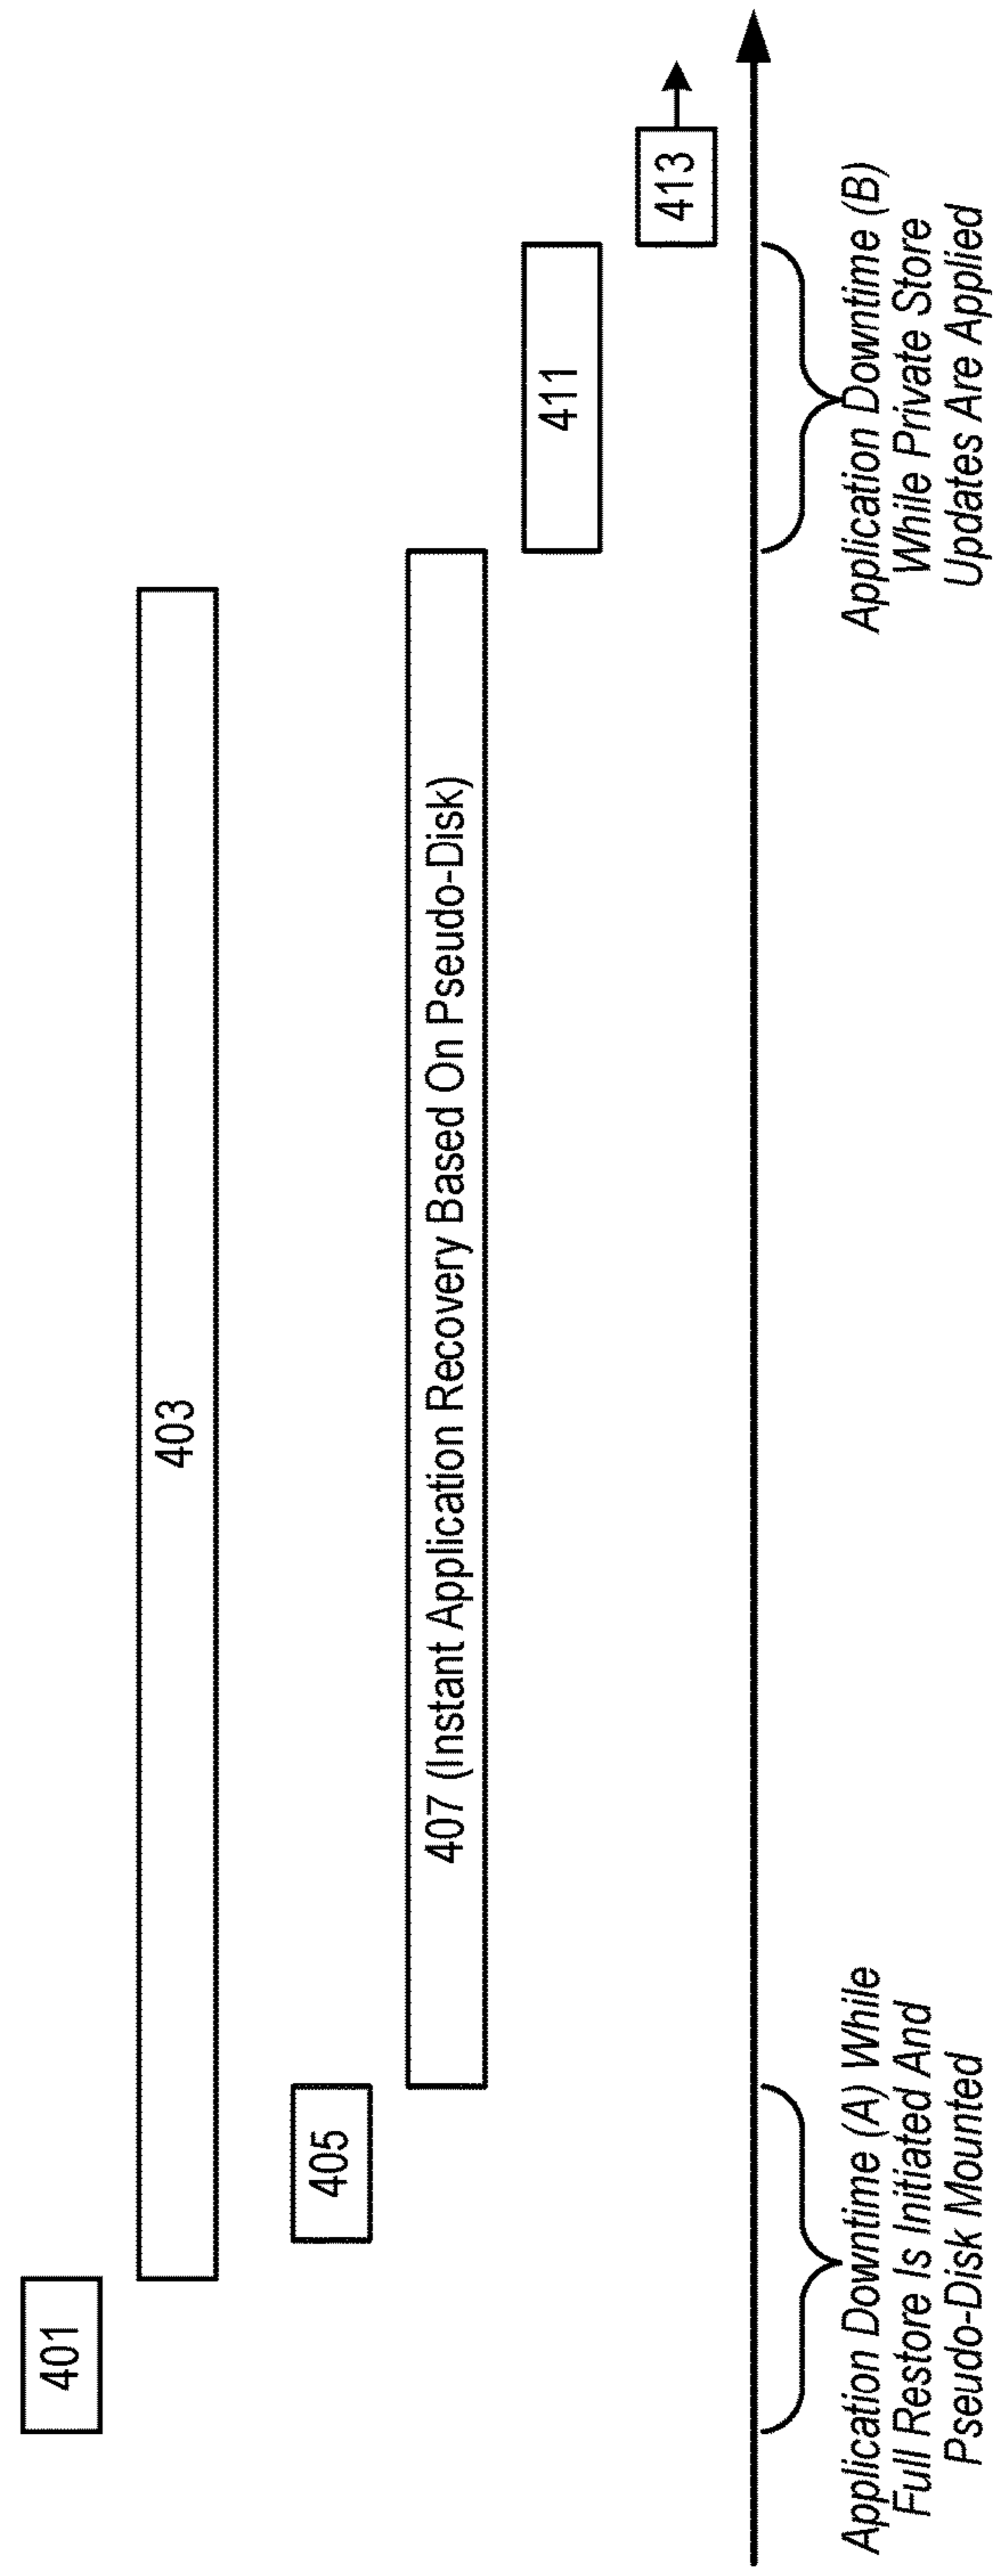 401
403
405
407 (Instant Application Recovery Based On Pseudo-Disk)
411
413
Application Downtime (A) While
Full Restore Is Initiated And
Pseudo-Disk Mounted
Application Downtime (B)
While Private Store
Updates Are Applied